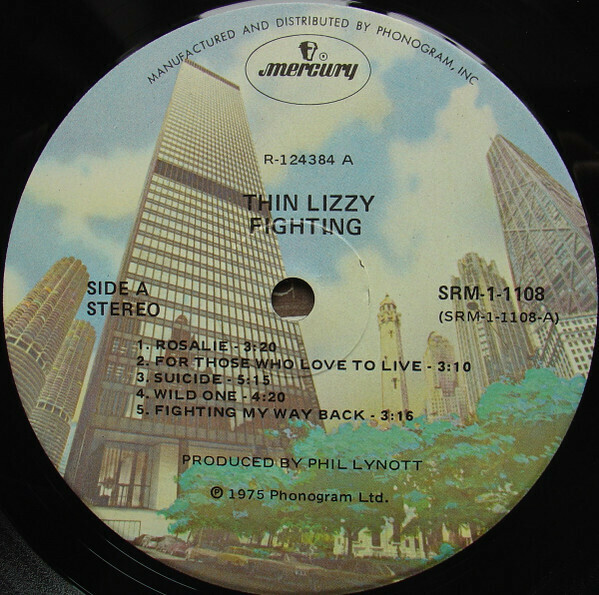 MANUFACTURED AND DISTRIBUTED BY PHONOGRAM, INC
mercury ®
R-124384 A
THIN LIZZY
FIGHTING
SIDE A
STEREO
SRM-1-1108
(SRM-1-1108-A)
1. ROSALIE - 3:20
2. FOR THOSE WHO LOVE TO LIVE - 3:10
3. SUICIDE - 5:15
4. WILD ONE - 4:20
5. FIGHTING MY WAY BACK - 3:16
PRODUCED BY PHIL LYNOTT
℗ 1975 Phonogram Ltd.